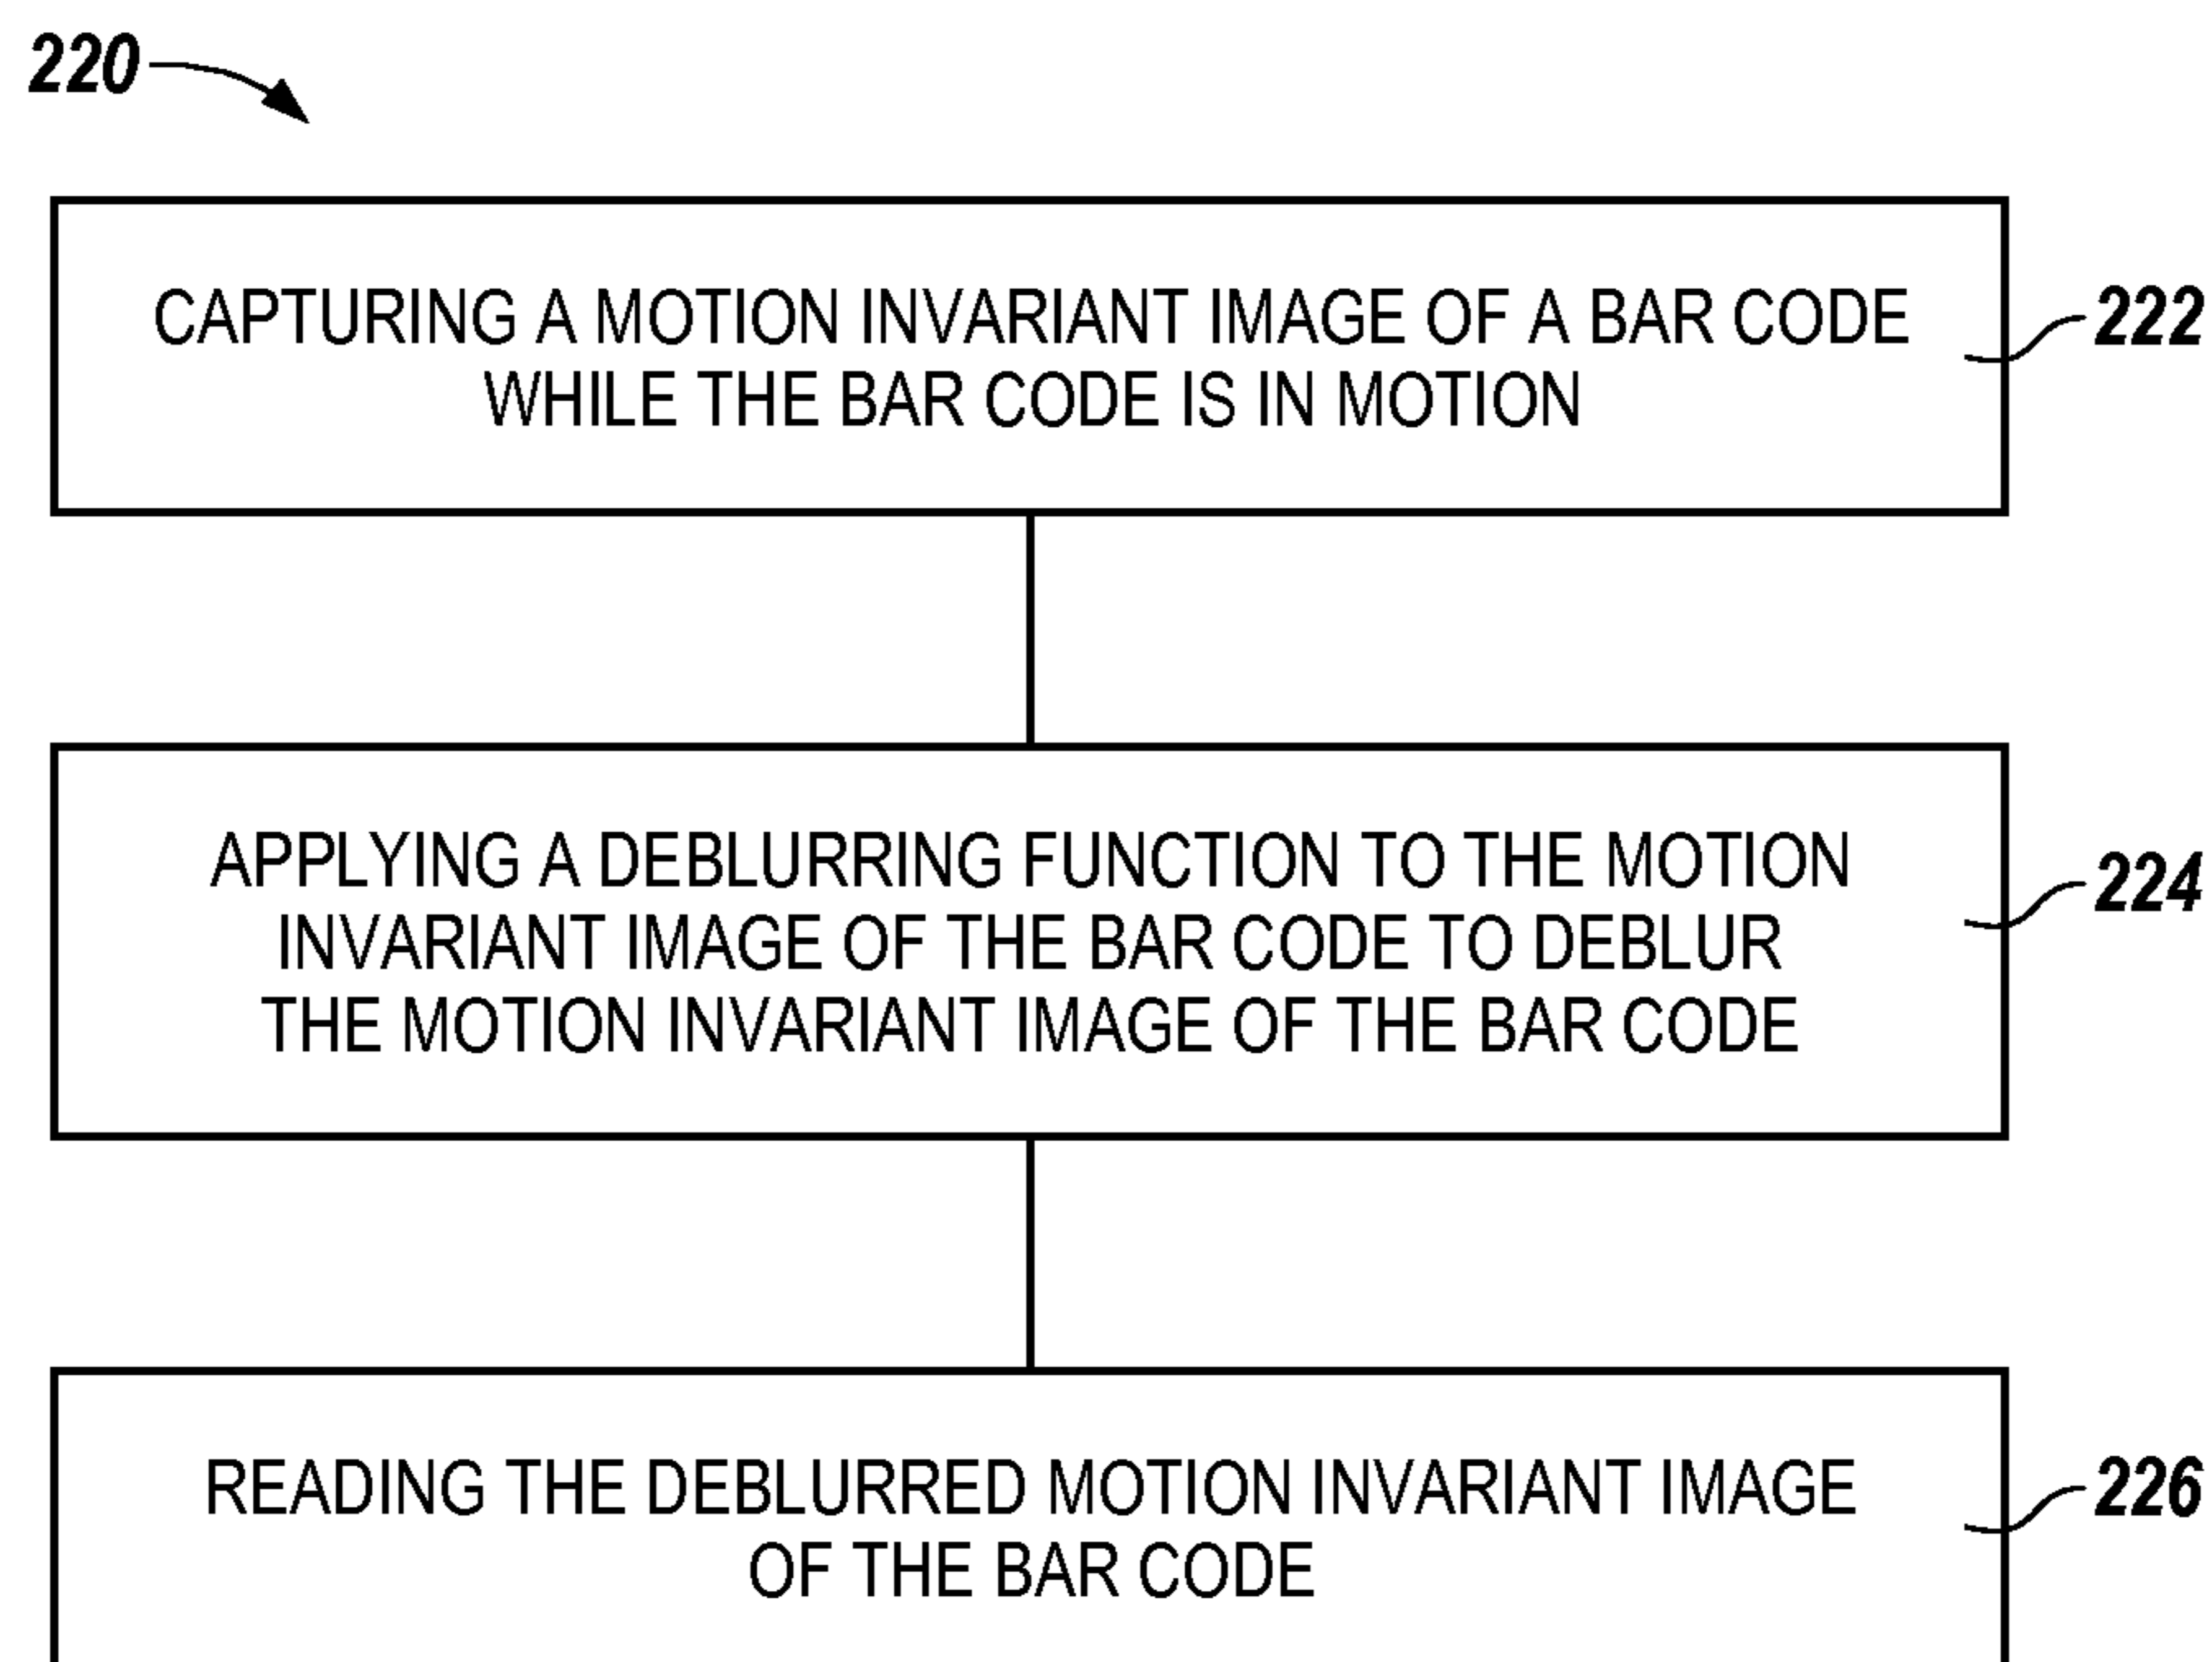 220
CAPTURING A MOTION INVARIANT IMAGE OF A BAR CODE
WHILE THE BAR CODE IS IN MOTION
222
APPLYING A DEBLURRING FUNCTION TO THE MOTION
INVARIANT IMAGE OF THE BAR CODE TO DEBLUR
THE MOTION INVARIANT IMAGE OF THE BAR CODE
224
READING THE DEBLURRED MOTION INVARIANT IMAGE
OF THE BAR CODE
226